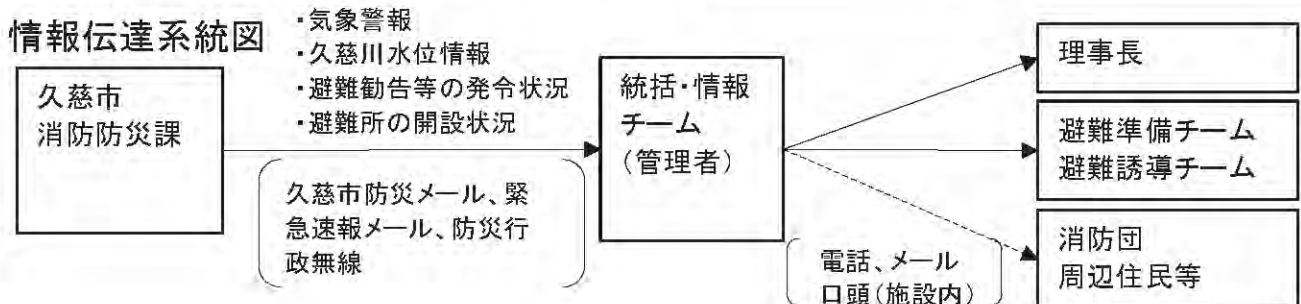 情報伝達系統図
・気象警報
・久慈川水位情報
・避難勧告等の発令状況
・避難所の開設状況
久慈市
消防防災課
久慈市防災メール、緊
急速報メール、防災行
政無線
統括・情報
チーム
（管理者）
電話、メール
口頭（施設内）
理事長
避難準備チーム
避難誘導チーム
消防団
周辺住民等